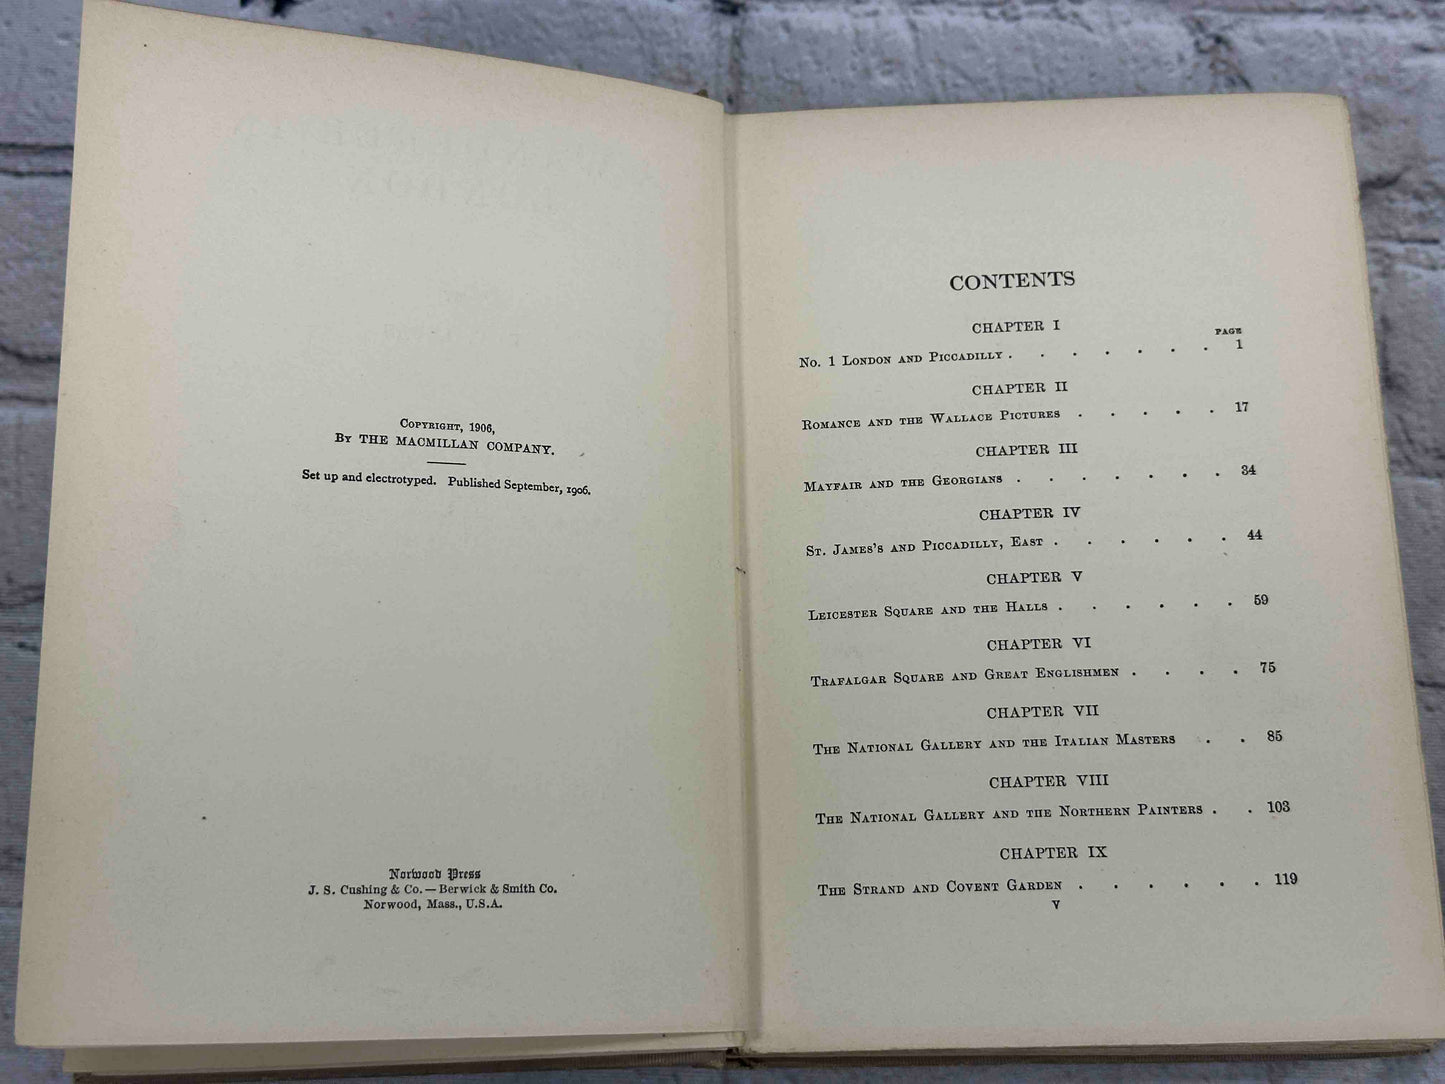 Copyright, 1906,
By THE MACMILLAN COMPANY.
Set up and electrotyped. Published September, 1906.
Norwood Press
J. S. Cushing & Co. — Berwick & Smith Co.
Norwood, Mass., U.S.A.
CONTENTS
CHAPTER I
PAGE
No. 1 London and Piccadilly . . . . . . . 1
CHAPTER II
Romance and the Wallace Pictures . . . . . 17
CHAPTER III
Mayfair and the Georgians . . . . . . . 34
CHAPTER IV
St. James's and Piccadilly, East . . . . . . 44
CHAPTER V
Leicester Square and the Halls . . . . . . 59
CHAPTER VI
Trafalgar Square and Great Englishmen . . . . 75
CHAPTER VII
The National Gallery and the Italian Masters . . 85
CHAPTER VIII
The National Gallery and the Northern Painters . . 103
CHAPTER IX
The Strand and Covent Garden . . . . . . 119
v